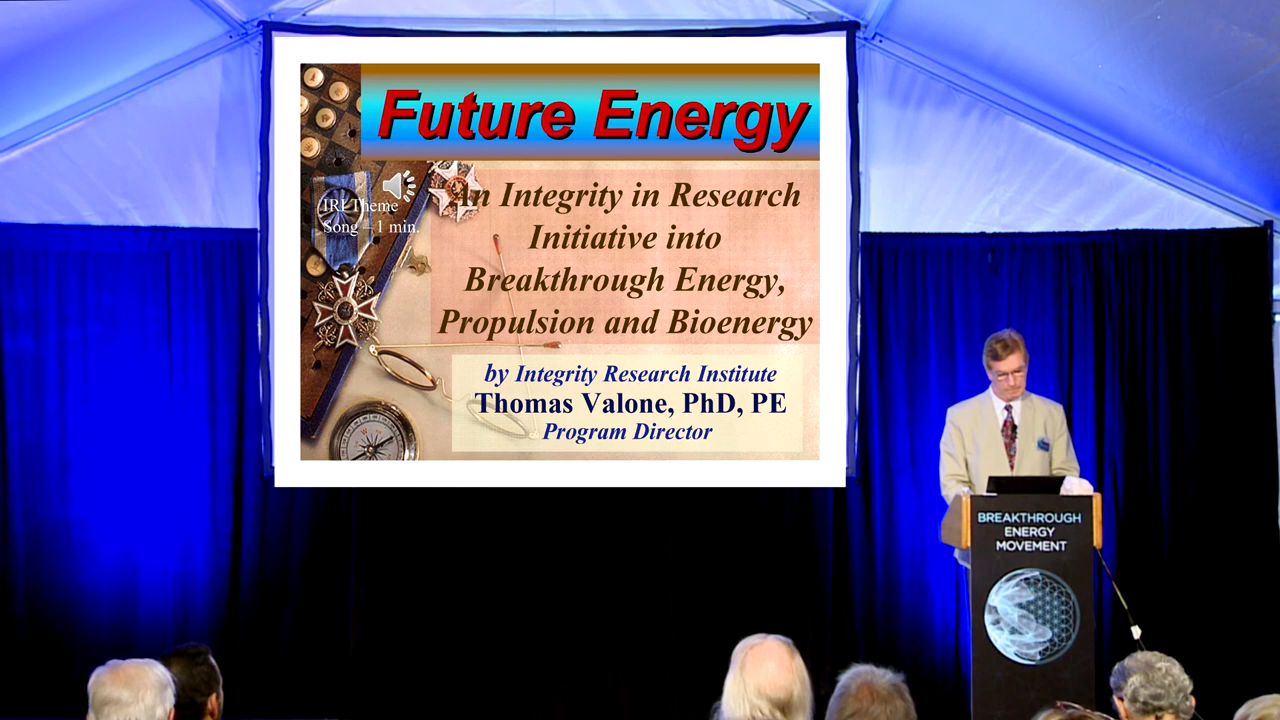 Future Energy
IRI Theme
Song – 1 min.
An Integrity in Research
Initiative into
Breakthrough Energy,
Propulsion and Bioenergy
by Integrity Research Institute
Thomas Valone, PhD, PE
Program Director
BREAKTHROUGH
ENERGY
MOVEMENT